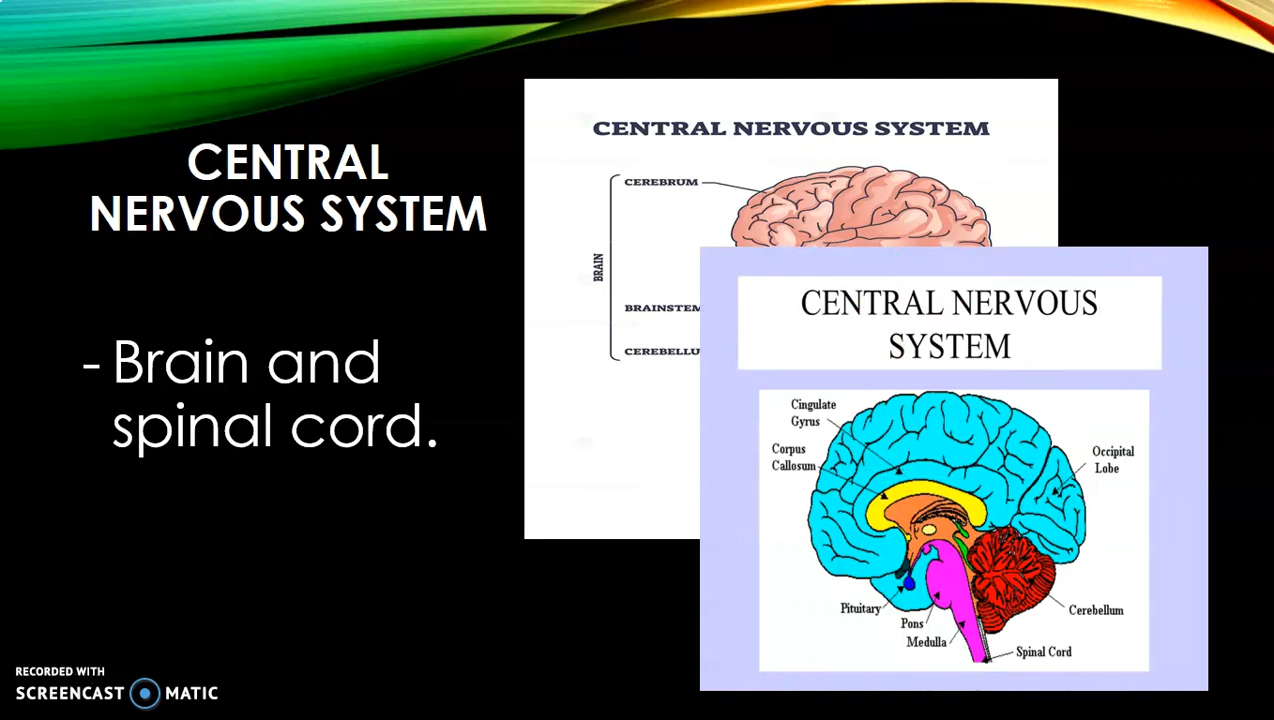 CENTRAL
NERVOUS SYSTEM
- Brain and
spinal cord.
CENTRAL NERVOUS SYSTEM
CEREBRUM
BRAIN
BRAINSTEM
CEREBELLU
CENTRAL NERVOUS
SYSTEM
Cingulate
Gyrus
Corpus
Callosum
Occipital
Lobe
Pituitary
Pons
Medulla
Cerebellum
Spinal Cord
RECORDED WITH
SCREENCAST MATIC